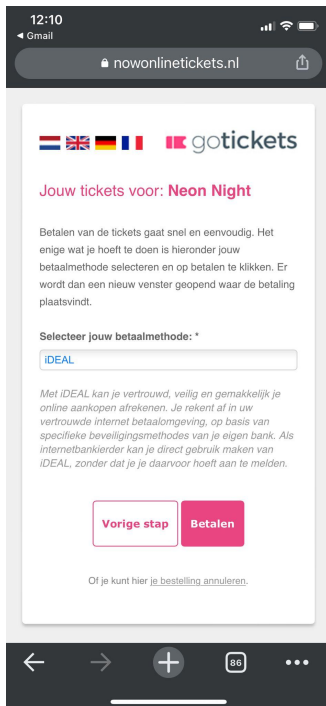 12:10
◀ Gmail
nowonlinetickets.nl
gotickets
Jouw tickets voor: Neon Night
Betalen van de tickets gaat snel en eenvoudig. Het
enige wat je hoeft te doen is hieronder jouw
betaalmethode selecteren en op betalen te klikken. Er
wordt dan een nieuw venster geopend waar de betaling
plaatsvindt.
Selecteer jouw betaalmethode: *
iDEAL
Met iDEAL kan je vertrouwd, veilig en gemakkelijk je
online aankopen afrekenen. Je rekent af in uw
vertrouwde internet betaalomgeving, op basis van
specifieke beveiligingsmethodes van je eigen bank. Als
internetbankierder kan je direct gebruik maken van
iDEAL, zonder dat je je daarvoor hoeft aan te melden.
Vorige stap Betalen
Of je kunt hier je bestelling annuleren.
86